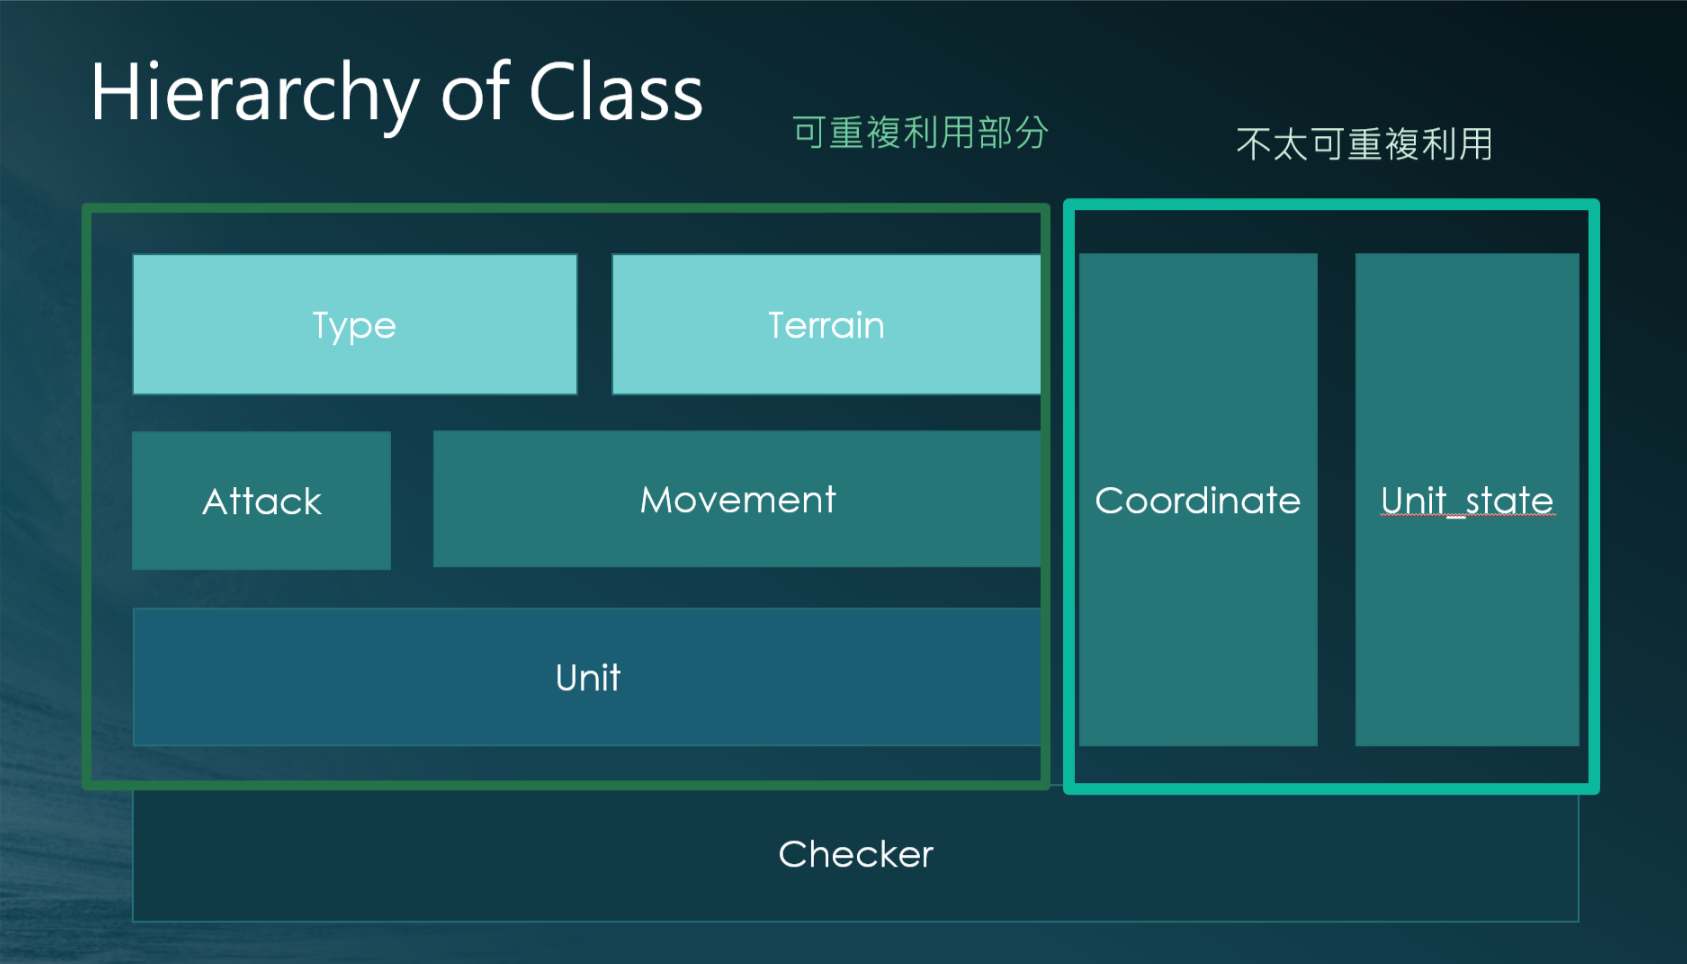 Hierarchy of Class
可重複利用部分
不太可重複利用
Type
Terrain
Attack
Movement
Coordinate
Unit_state
Unit
Checker